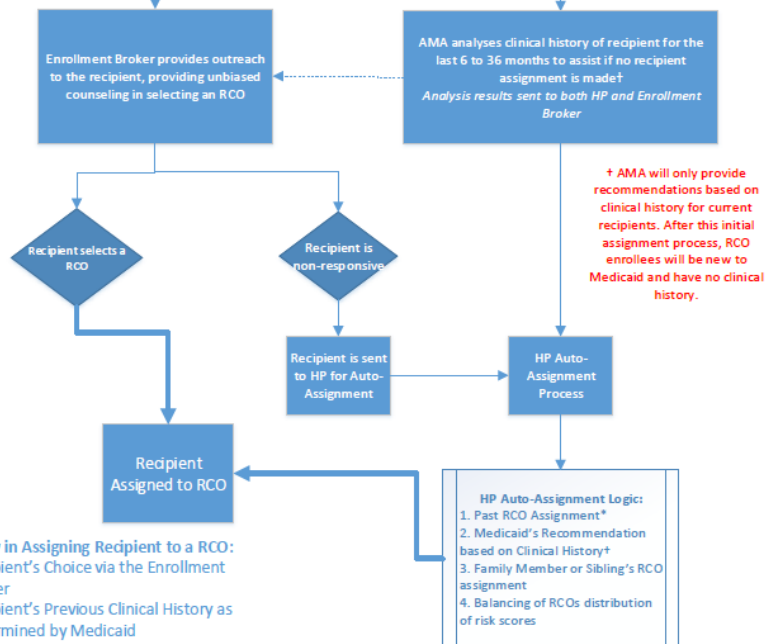 Enrollment Broker provides outreach
to the recipient, providing unbiased
counseling in selecting an RCO
AMA analyses clinical history of recipient for the
last 6 to 36 months to assist if no recipient
assignment is made†
Analysis results sent to both HP and Enrollment
Broker
† AMA will only provide
recommendations based on
clinical history for current
recipients. After this initial
assignment process, RCO
enrollees will be new to
Medicaid and have no clinical
history.
Recipient selects a
RCO
Recipient is
non-responsive
Recipient is sent
to HP for Auto-
Assignment
HP Auto-
Assignment
Process
Recipient
Assigned to RCO
HP Auto-Assignment Logic:
1. Past RCO Assignment*
2. Medicaid's Recommendation
based on Clinical History†
3. Family Member or Sibling's RCO
assignment
4. Balancing of RCOs distribution
of risk scores
in Assigning Recipient to a RCO:
ient's Choice via the Enrollment
er
ient's Previous Clinical History as
rmined by Medicaid